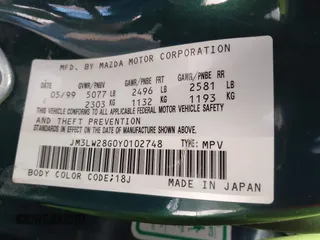 MFD. BY MAZDA MOTOR CORPORATION
DATE GVWR/PNBV GAWR/PNBE FRT GAWR/PNBE RR
05/99 5077 LB 2496 LB 2581 LB
2303 KG 1132 KG 1193 KG
THIS VEHICLE CONFORMS TO ALL APPLICABLE FEDERAL MOTOR VEHICLE SAFETY
AND THEFT PREVENTION STANDARDS IN EFFECT ON THE DATE OF MANUFACTURE SHOWN ABOVE.
JM3LW28G0Y0102748 TYPE: MPV
BODY COLOR CODE;18J
MADE IN JAPAN